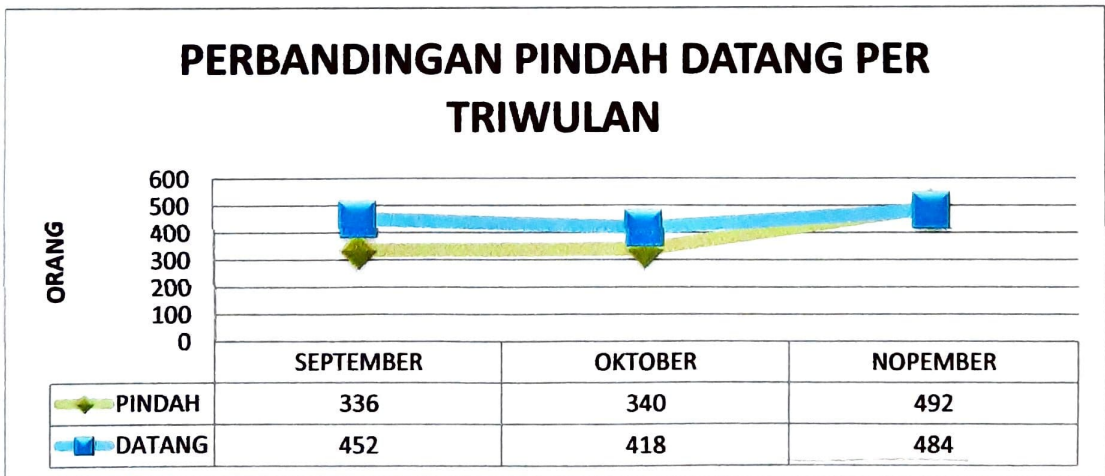 PERBANDINGAN PINDAH DATANG PER
TRIWULAN
ORANG
600
500
400
300
200
100
0
SEPTEMBER OKTOBER NOPEMBER
PINDAH 336 340 492
DATANG 452 418 484